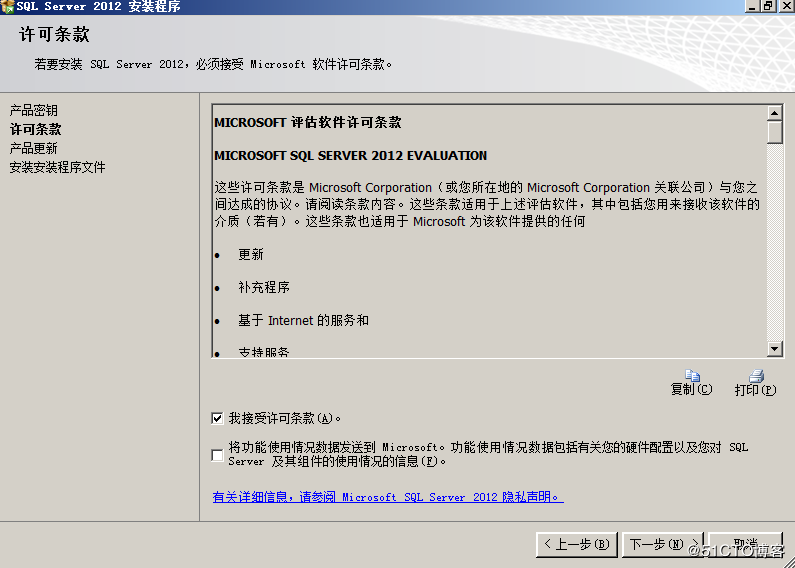 SQL Server 2012 安装程序
许可条款
若要安装 SQL Server 2012，必须接受 Microsoft 软件许可条款。
产品密钥
许可条款
产品更新
安装安装程序文件
MICROSOFT 评估软件许可条款
MICROSOFT SQL SERVER 2012 EVALUATION
这些许可条款是 Microsoft Corporation（或您所在地的 Microsoft Corporation 关联公司）与您之
间达成的协议。请阅读条款内容。这些条款适用于上述评估软件，其中包括您用来接收该软件的
介质（若有）。这些条款也适用于 Microsoft 为该软件提供的任何
• 更新
• 补充程序
• 基于 Internet 的服务和
• 支持服务
复制(C)
打印(P)
我接受许可条款(A)。
将功能使用情况数据发送到 Microsoft。功能使用情况数据包括有关您的硬件配置以及您对 SQL
Server 及其组件的使用情况的信息(F)。
有关详细信息，请参阅 Microsoft SQL Server 2012 隐私声明。
< 上一步(B)
下一步(N) >
取消
@51CTO博客